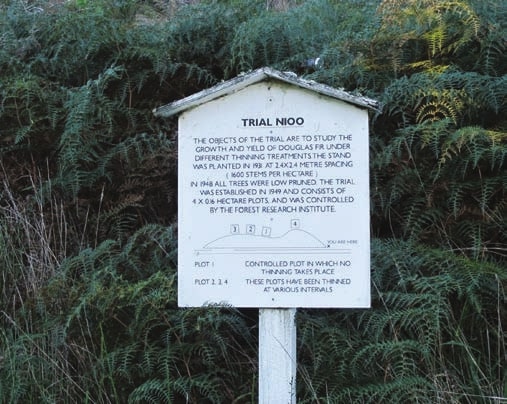 TRIAL N100
THE OBJECTS OF THE TRIAL ARE TO STUDY THE
GROWTH AND YIELD OF DOUGLAS FIR UNDER
DIFFERENT THINNING TREATMENTS.THE STAND
WAS PLANTED IN 1931 AT 2.4X2.4 METRE SPACING
( 1600 STEMS PER HECTARE )
IN 1948 ALL TREES WERE LOW PRUNED. THE TRIAL
WAS ESTABLISHED IN 1949 AND CONSISTS OF
4 X 0.16 HECTARE PLOTS, AND WAS CONTROLLED
BY THE FOREST RESEARCH INSTITUTE.
3 2 1 4
YOU ARE HERE
PLOT 1 CONTROLLED PLOT IN WHICH NO
THINNING TAKES PLACE
PLOT 2, 3, 4 THESE PLOTS HAVE BEEN THINNED
AT VARIOUS INTERVALS